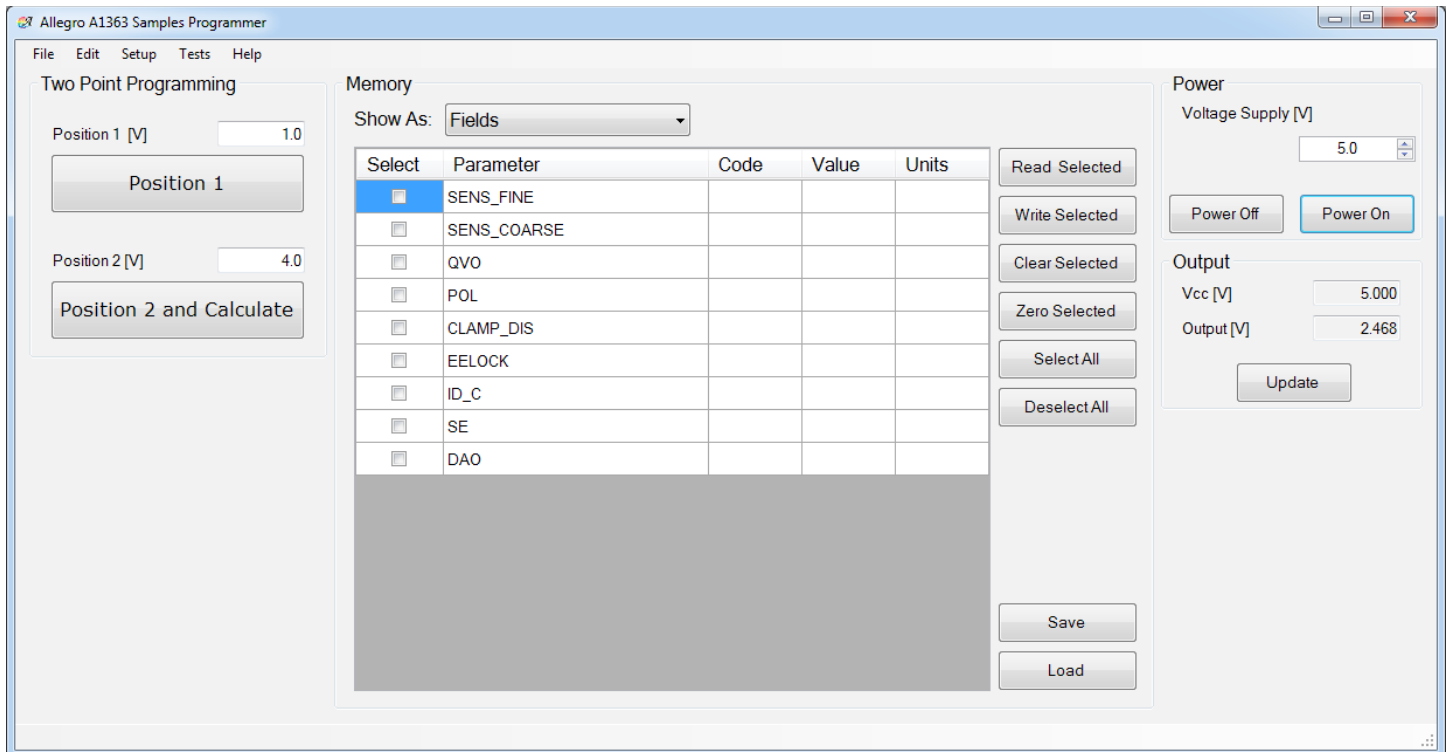 Allegro A1363 Samples Programmer
File Edit Setup Tests Help
Two Point Programming
Position 1 [V] 1.0
Position 1
Position 2 [V] 4.0
Position 2 and Calculate
Memory
Show As: Fields
Select Parameter Code Value Units
SENS_FINE
SENS_COARSE
QVO
POL
CLAMP_DIS
EELOCK
ID_C
SE
DAO
Read Selected
Write Selected
Clear Selected
Zero Selected
Select All
Deselect All
Save
Load
Power
Voltage Supply [V]
5.0
Power Off Power On
Output
Vcc [V] 5.000
Output [V] 2.468
Update